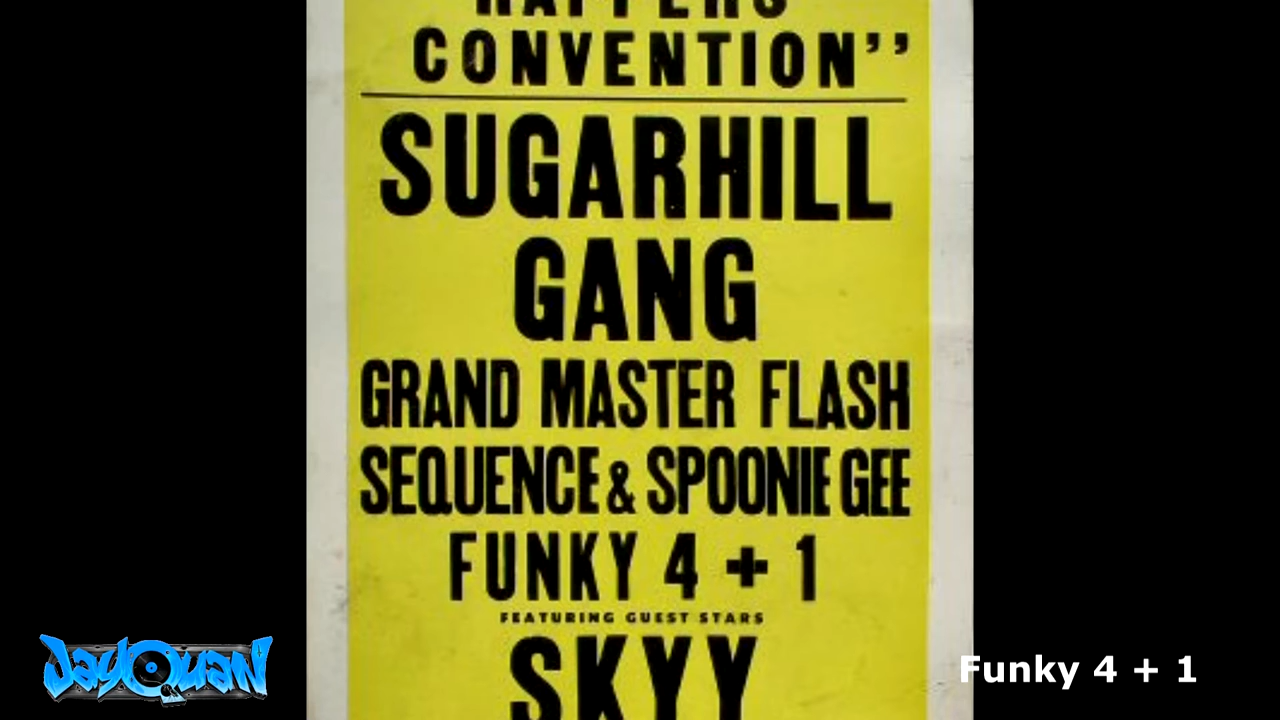 RAPPERS
CONVENTION”
SUGARHILL
GANG
GRAND MASTER FLASH
SEQUENCE & SPOONIE GEE
FUNKY 4 + 1
FEATURING GUEST STARS
SKYY
JayQuan
Funky 4 + 1